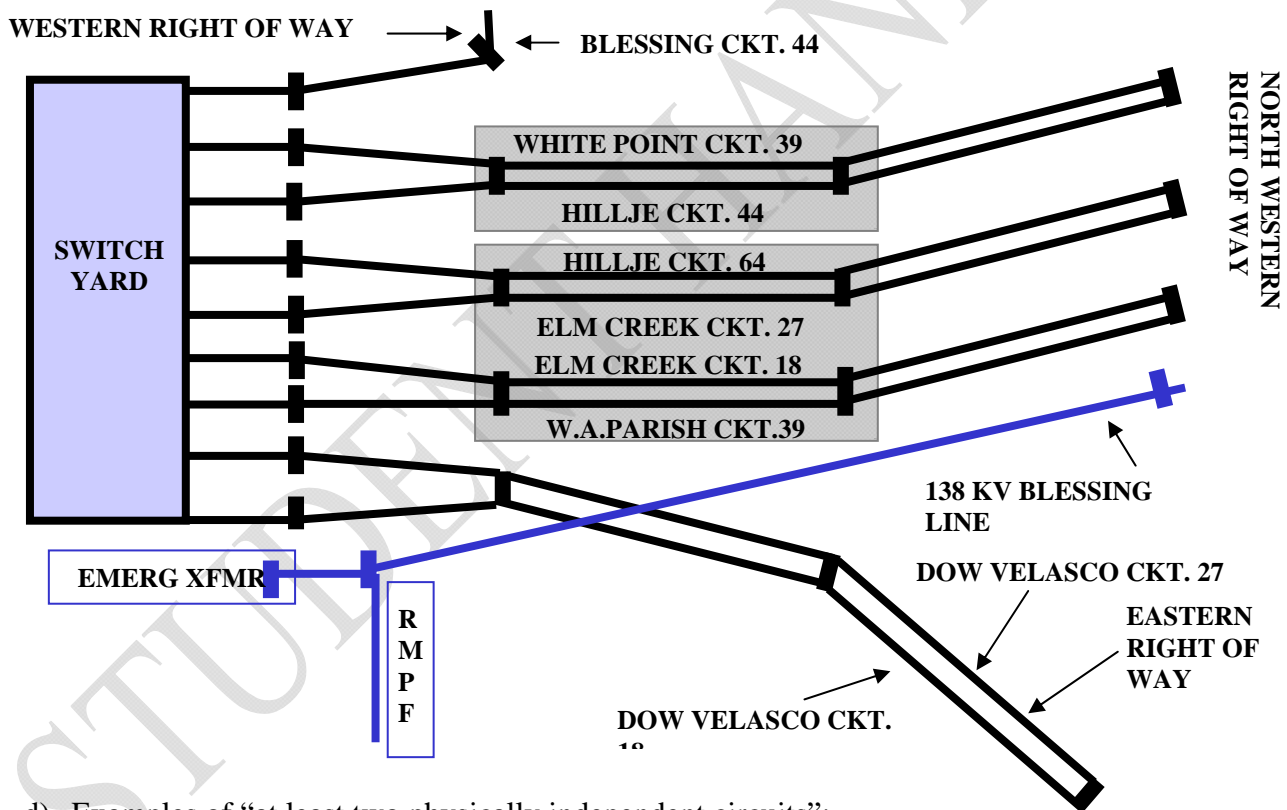 WESTERN RIGHT OF WAY
BLESSING CKT. 44
NORTH WESTERN
RIGHT OF WAY
WHITE POINT CKT. 39
HILLJE CKT. 44
SWITCH
YARD
HILLJE CKT. 64
ELM CREEK CKT. 27
ELM CREEK CKT. 18
W.A.PARISH CKT.39
138 KV BLESSING
LINE
EMERG XFMR
R
M
P
F
DOW VELASCO CKT. 27
EASTERN
RIGHT OF
WAY
DOW VELASCO CKT.
18
d) Examples of "at least two physically independent circuits":
STUDENT HAN